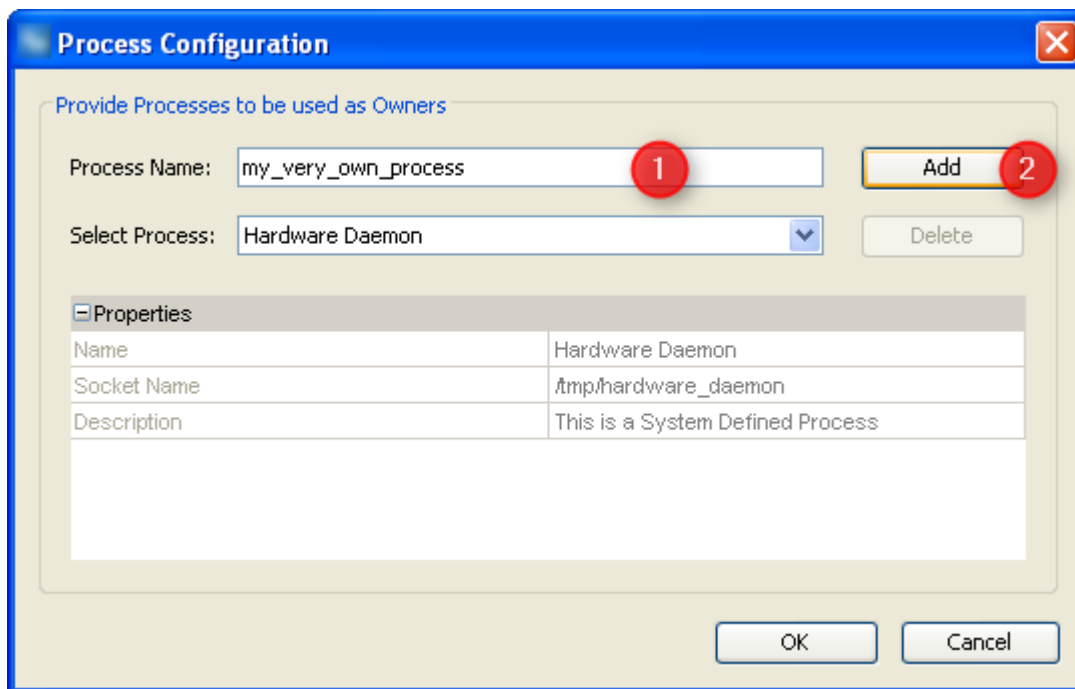 Process Configuration
Provide Processes to be used as Owners
Process Name: my_very_own_process 1 Add 2
Select Process: Hardware Daemon Delete
Properties
Name Hardware Daemon
Socket Name /tmp/hardware_daemon
Description This is a System Defined Process
OK Cancel